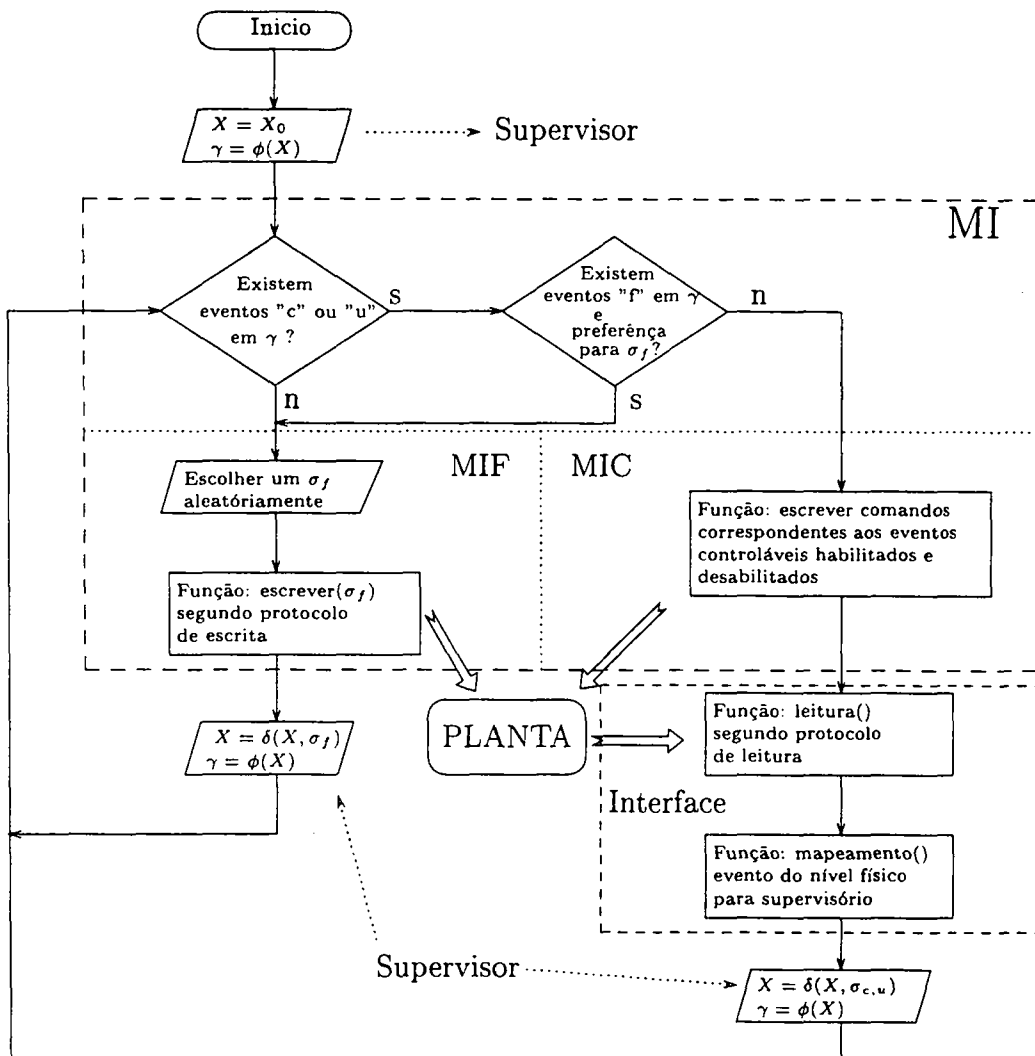 Inicio
X = X₀
γ = ϕ(X)
Supervisor
MI
Existem
eventos "c" ou "u"
em γ ?
s
n
Existem
eventos "f" em γ
e
preferênça
para σ_f?
n
s
MIF
MIC
Escolher um σ_f
aleatóriamente
Função: escrever(σ_f)
segundo protocolo
de escrita
Função: escrever comandos
correspondentes aos eventos
controláveis habilitados e
desabilitados
X = δ(X, σ_f)
γ = ϕ(X)
PLANTA
Função: leitura()
segundo protocolo
de leitura
Interface
Função: mapeamento()
evento do nível físico
para supervisório
Supervisor
X = δ(X, σ_c,u)
γ = ϕ(X)